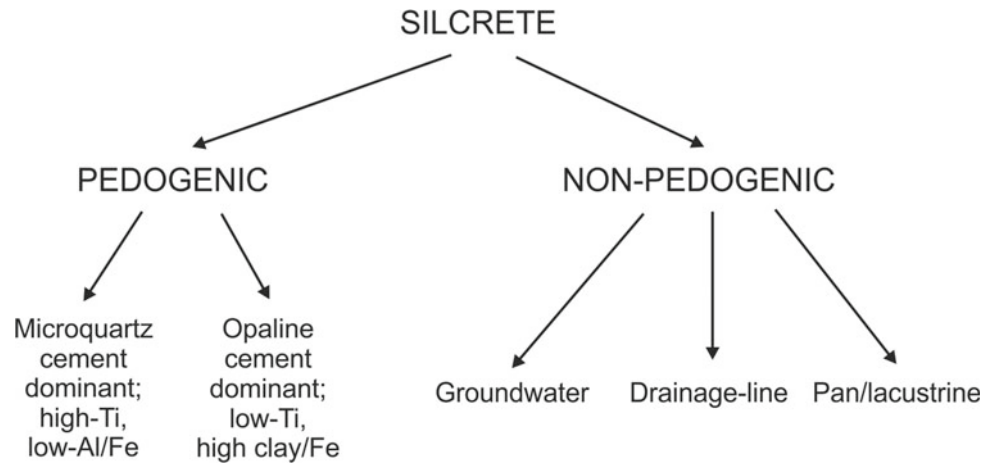 SILCRETE
PEDOGENIC
NON-PEDOGENIC
Microquartz
cement
dominant;
high-Ti,
low-Al/Fe
Opaline
cement
dominant;
low-Ti,
high clay/Fe
Groundwater
Drainage-line
Pan/lacustrine